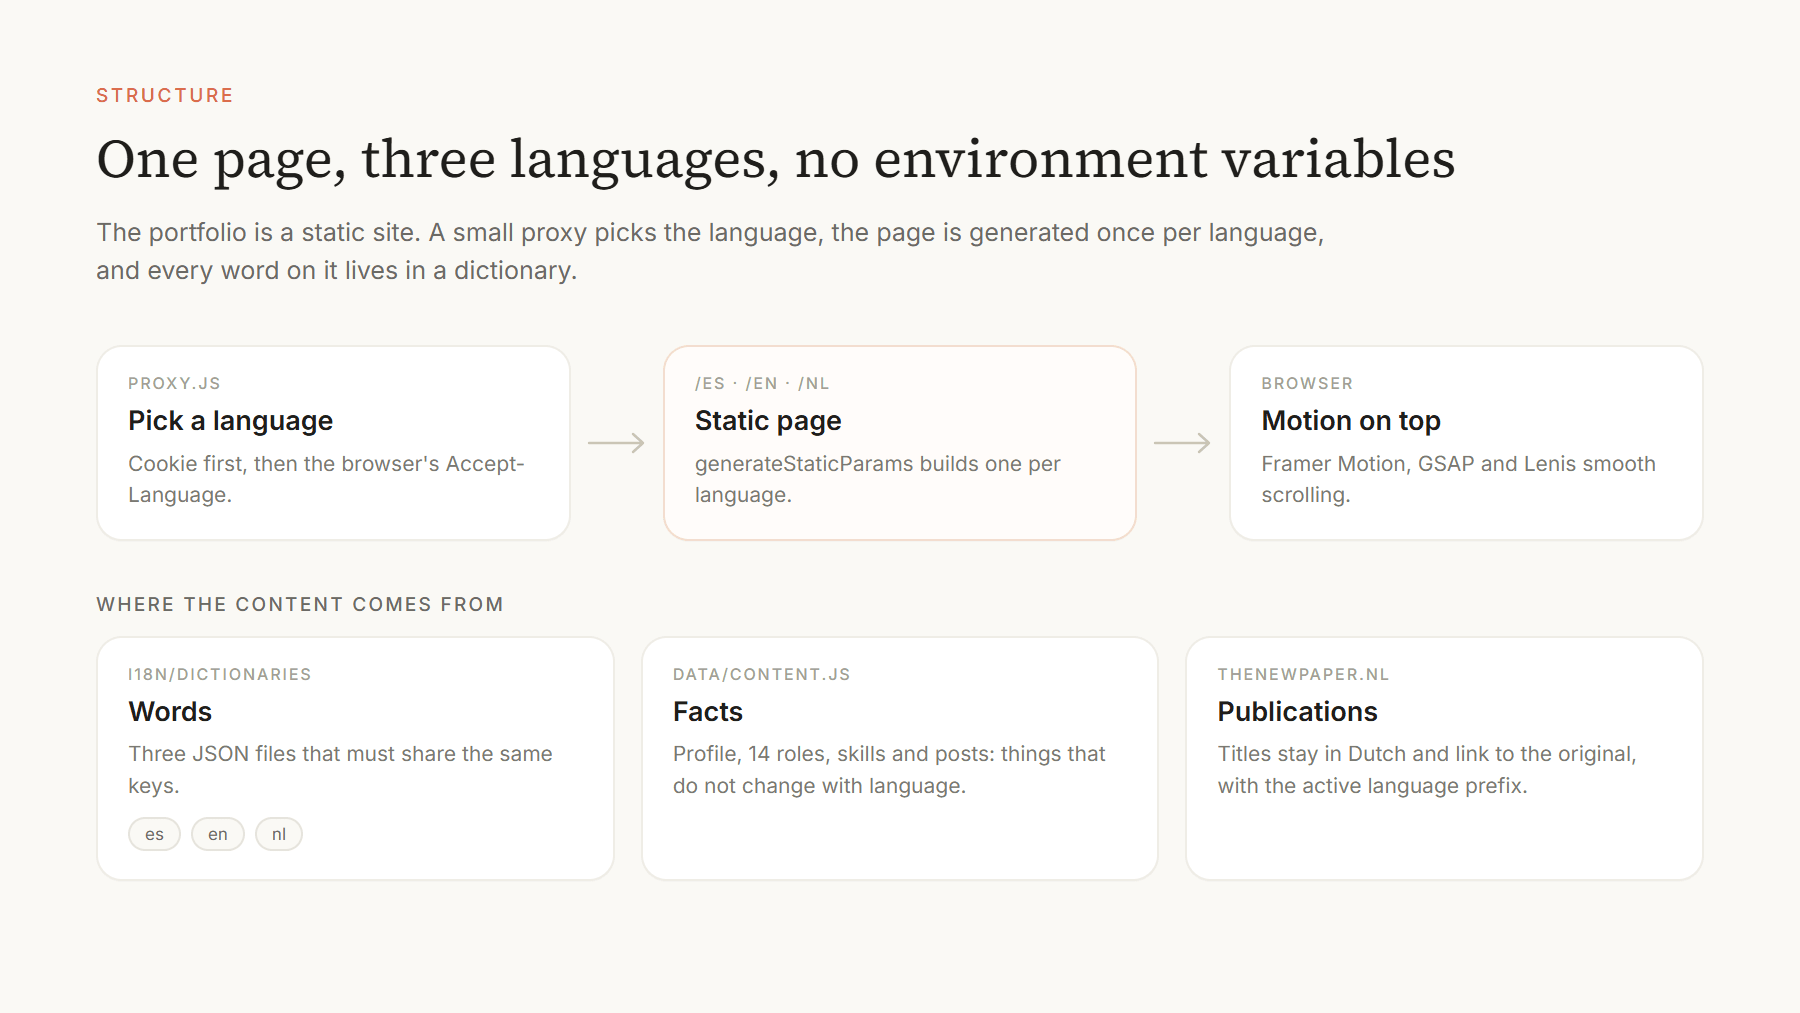 STRUCTURE
One page, three languages, no environment variables
The portfolio is a static site. A small proxy picks the language, the page is generated once per language,
and every word on it lives in a dictionary.
PROXY.JS
Pick a language
Cookie first, then the browser's Accept-
Language.
/ES · /EN · /NL
Static page
generateStaticParams builds one per
language.
BROWSER
Motion on top
Framer Motion, GSAP and Lenis smooth
scrolling.
WHERE THE CONTENT COMES FROM
I18N/DICTIONARIES
Words
Three JSON files that must share the same
keys.
es en nl
DATA/CONTENT.JS
Facts
Profile, 14 roles, skills and posts: things that
do not change with language.
THENEWPAPER.NL
Publications
Titles stay in Dutch and link to the original,
with the active language prefix.